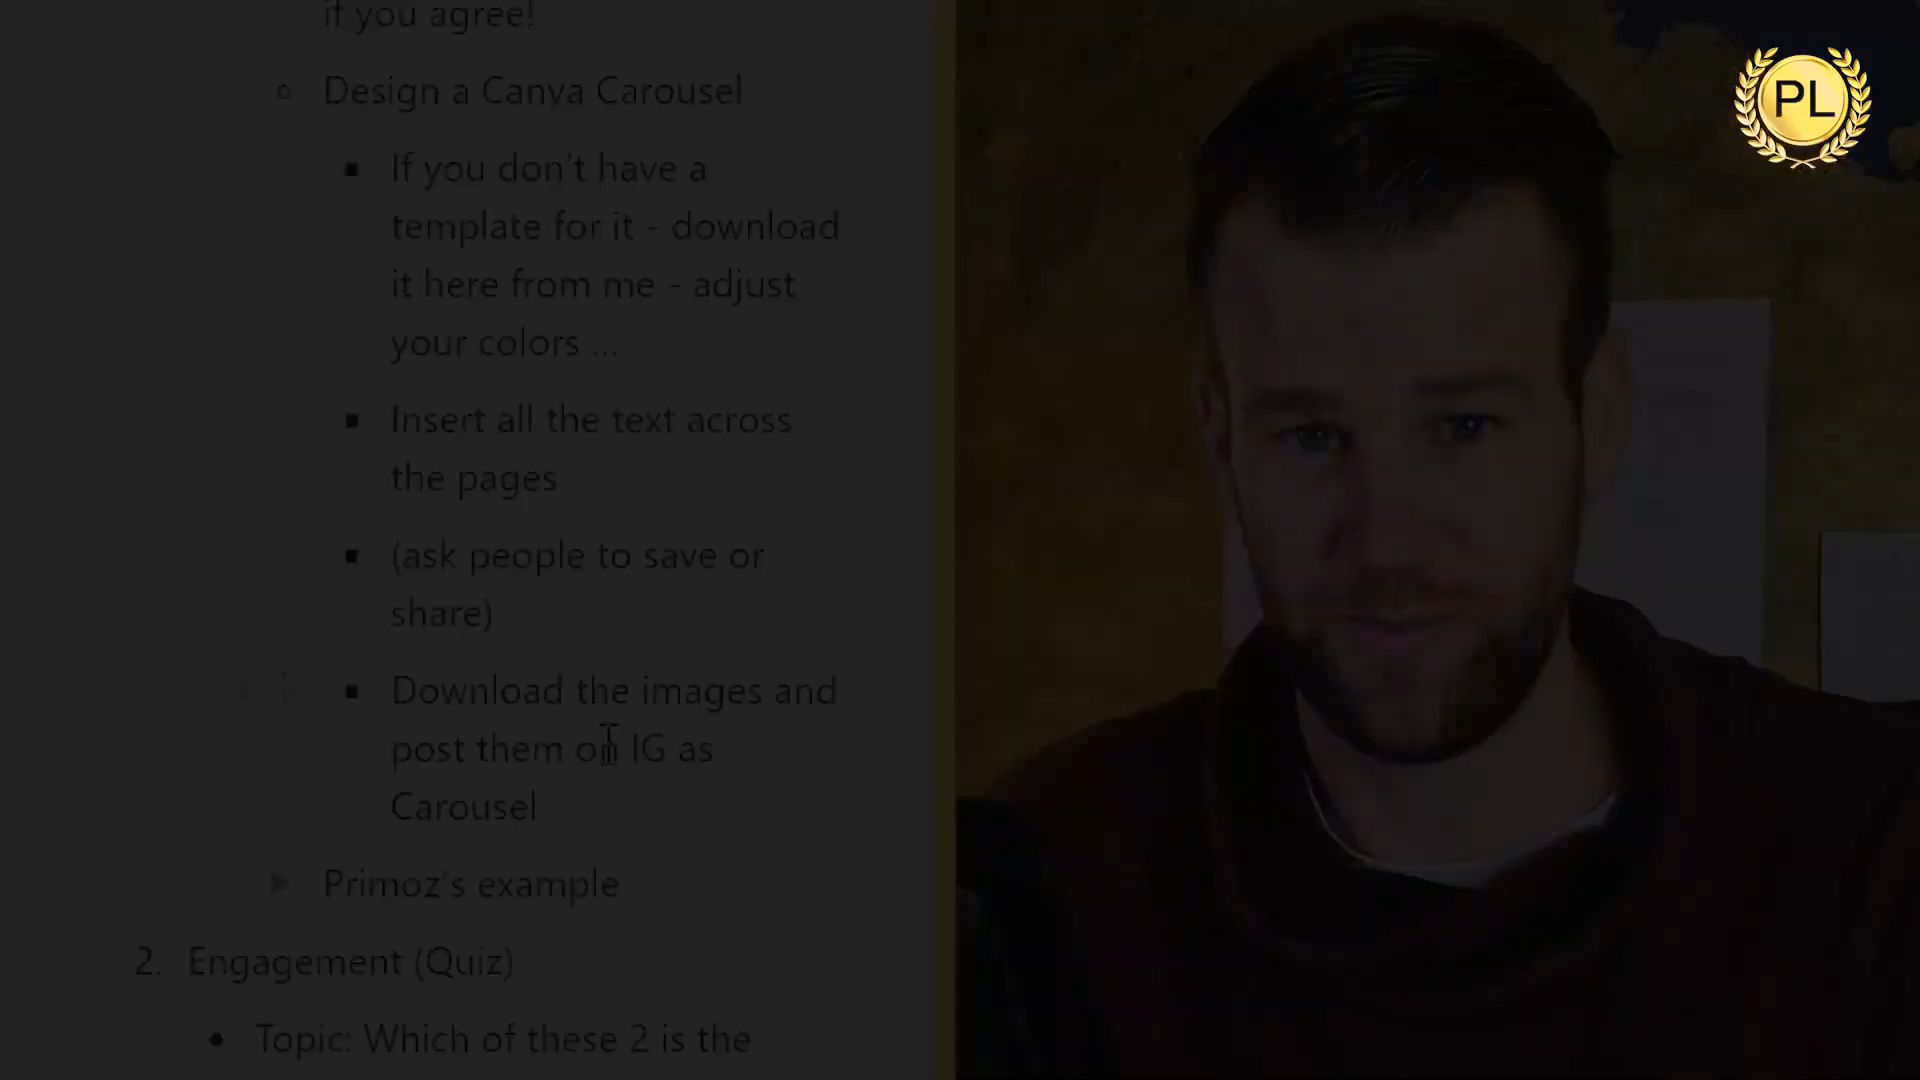 if you agree!
PL
Design a Canva Carousel
If you don't have a
template for it - download
it here from me - adjust
your colors ...
Insert all the text across
the pages
(ask people to save or
share)
Download the images and
post them on IG as
Carousel
Primoz's example
2. Engagement (Quiz)
Topic: Which of these 2 is the